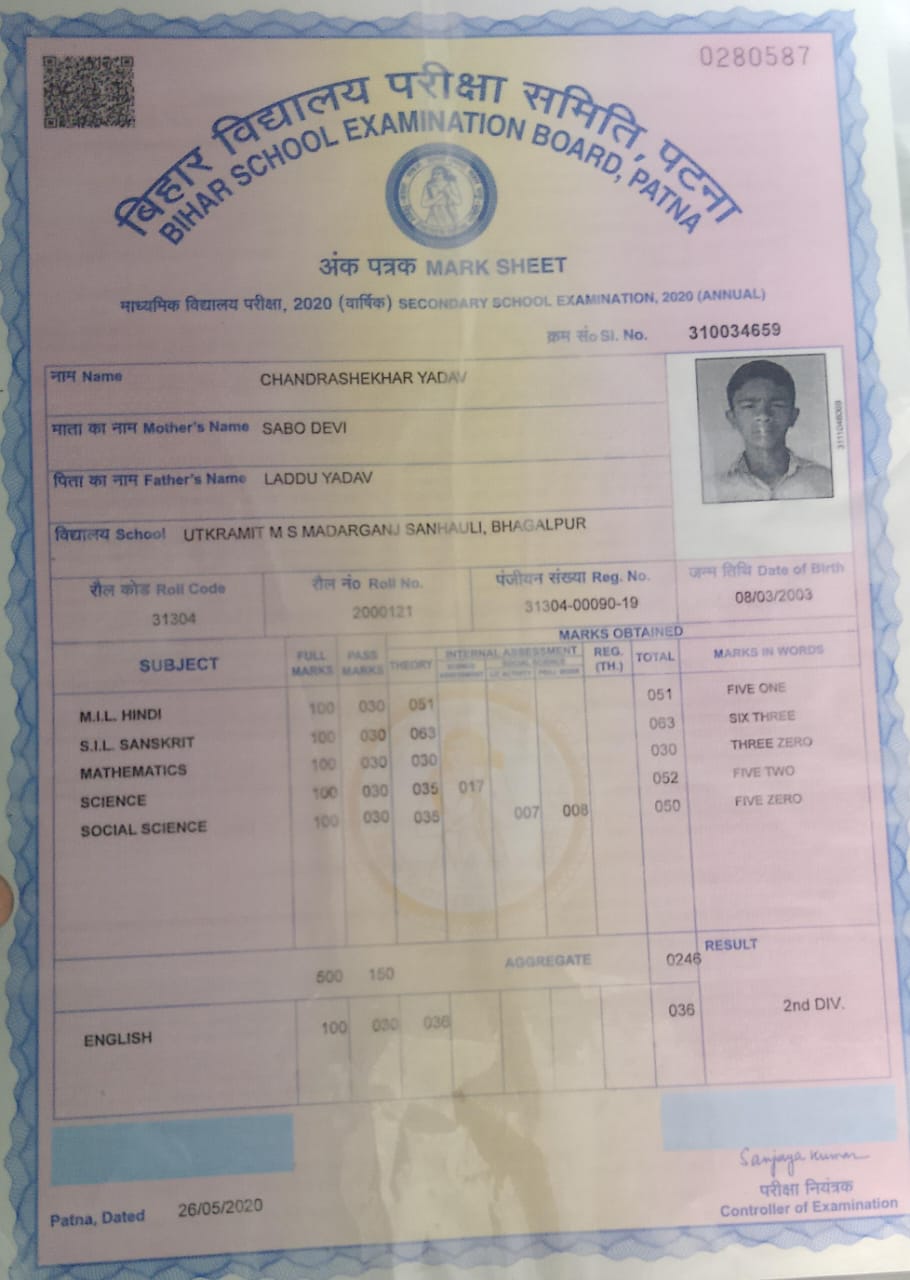 0280587
बिहार विद्यालय परीक्षा समिति, पटना
BIHAR SCHOOL EXAMINATION BOARD, PATNA
अंक पत्रक MARK SHEET
माध्यमिक विद्यालय परीक्षा, 2020 (वार्षिक) SECONDARY SCHOOL EXAMINATION, 2020 (ANNUAL)
क्रम सं० Sl. No. 310034659
नाम Name CHANDRASHEKHAR YADAV
माता का नाम Mother's Name SABO DEVI
पिता का नाम Father's Name LADDU YADAV
विद्यालय School UTKRAMIT M S MADARGANJ SANHAULI, BHAGALPUR
रौल कोड Roll Code रौल नं० Roll No. पंजीयन संख्या Reg. No. जन्म तिथि Date of Birth
31304 2000121 31304-00090-19 08/03/2003
MARKS OBTAINED
SUBJECT FULL MARKS PASS MARKS THEORY INTERNAL ASSESSMENT REG. (TH.) TOTAL MARKS IN WORDS
SOCIAL SCIENCE
M.I.L. HINDI 100 030 051 051 FIVE ONE
S.I.L. SANSKRIT 100 030 063 063 SIX THREE
MATHEMATICS 100 030 030 030 THREE ZERO
SCIENCE 100 030 035 017 052 FIVE TWO
SOCIAL SCIENCE 100 030 035 007 008 050 FIVE ZERO
500 150 AGGREGATE 0246 RESULT
ENGLISH 100 030 036 036 2nd DIV.
Sanjaya Kumar
परीक्षा नियंत्रक
Controller of Examination
Patna, Dated 26/05/2020